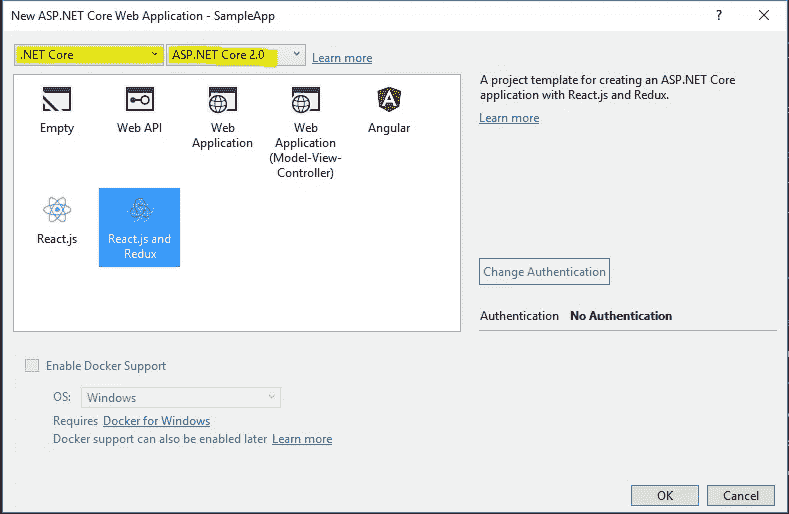 New ASP.NET Core Web Application - SampleApp
.NET Core
ASP.NET Core 2.0
Learn more
Empty
Web API
Web
Application
Web
Application
(Model-View-
Controller)
Angular
React.js
React.js and
Redux
A project template for creating an ASP.NET Core
application with React.js and Redux.
Learn more
Change Authentication
Authentication No Authentication
Enable Docker Support
OS: Windows
Requires Docker for Windows
Docker support can also be enabled later Learn more
OK
Cancel